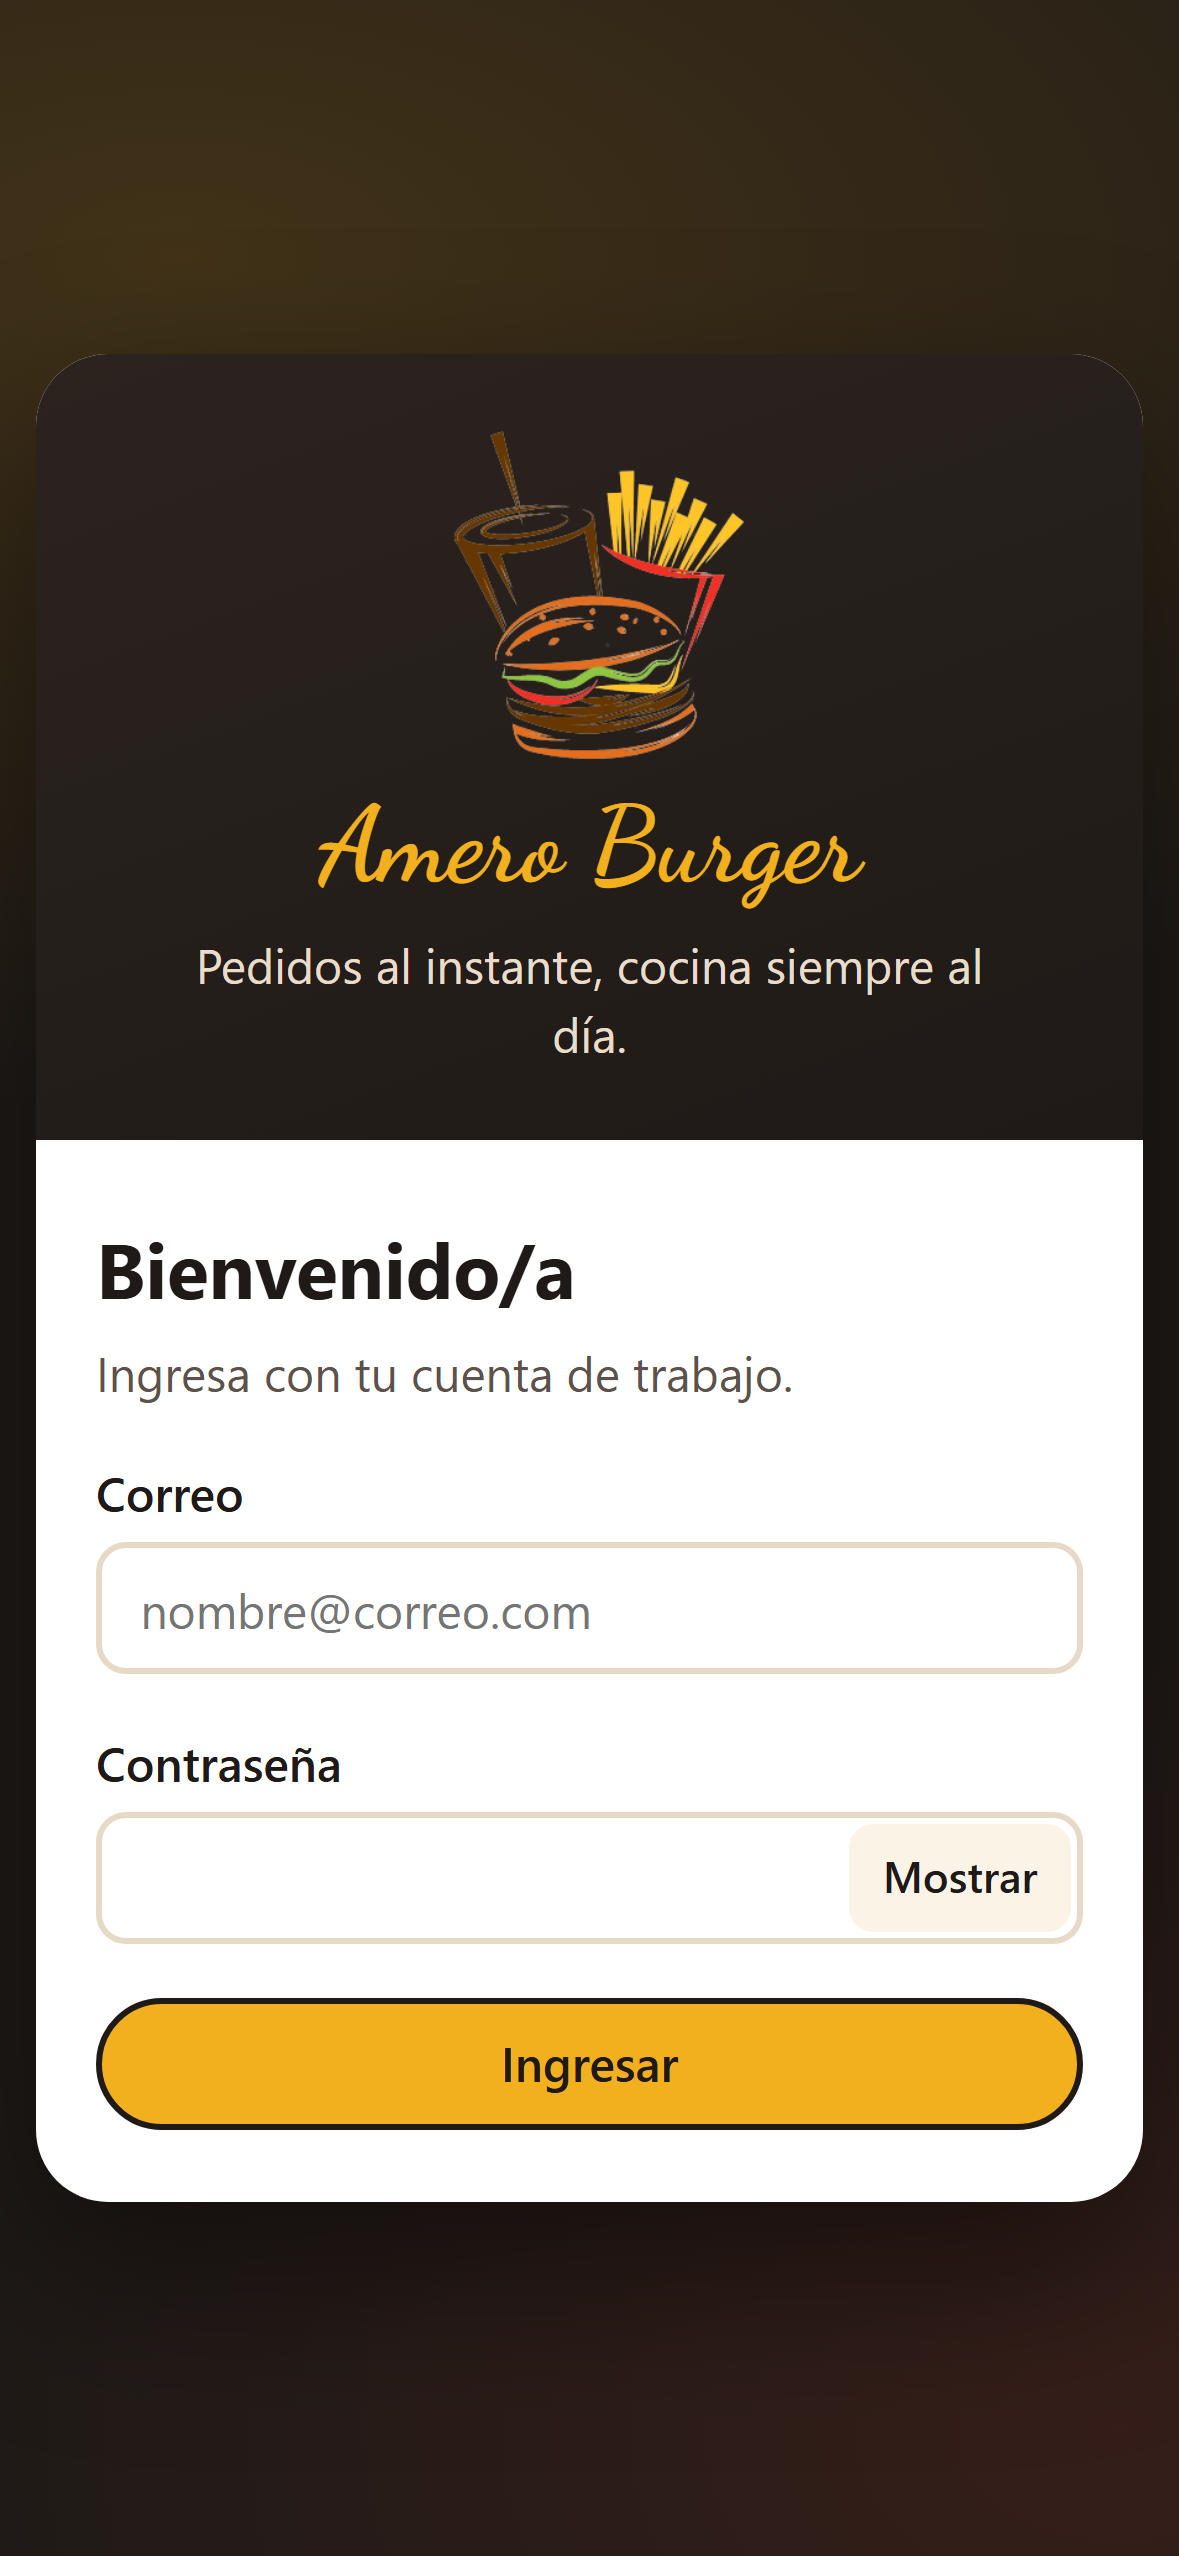 Amero Burger
Pedidos al instante, cocina siempre al
día.
Bienvenido/a
Ingresa con tu cuenta de trabajo.
Correo
nombre@correo.com
Contraseña
Mostrar
Ingresar